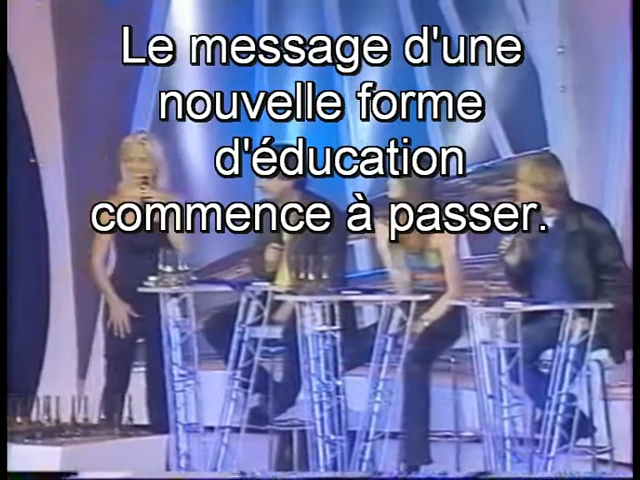 Le message d'une
nouvelle forme
d'éducation
commence à passer.